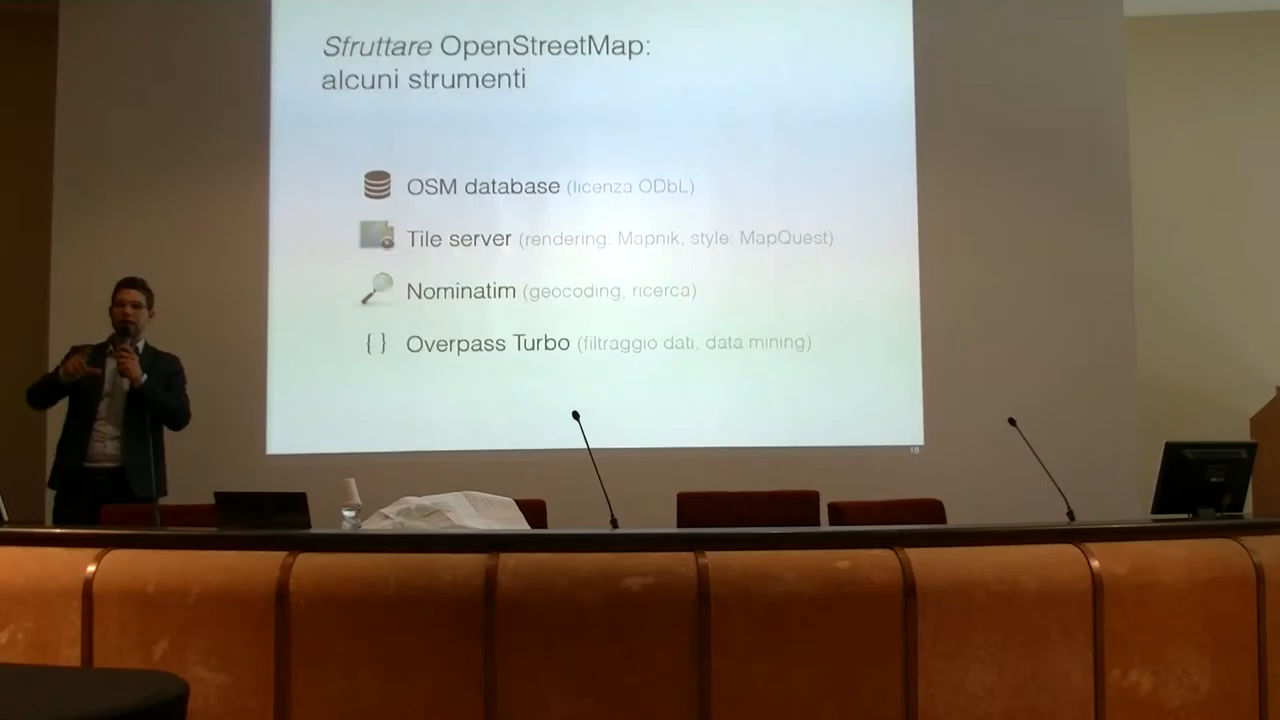 Sfruttare OpenStreetMap:
alcuni strumenti
OSM database (licenza ODbL)
Tile server (rendering: Mapnik, style: MapQuest)
Nominatim (geocoding, ricerca)
{ } Overpass Turbo (filtraggio dati, data mining)
18